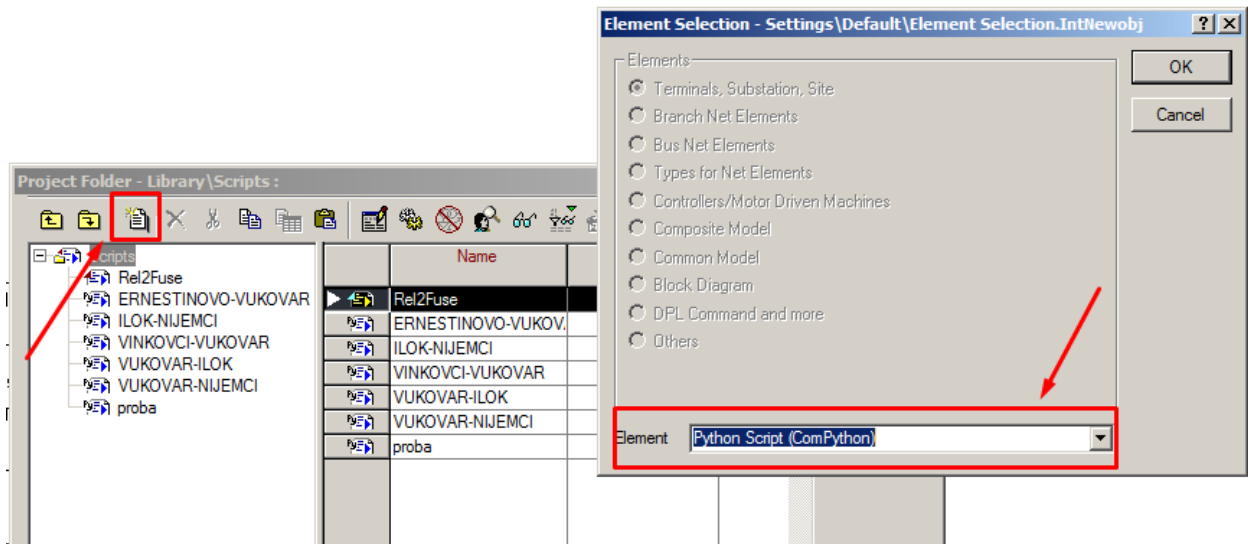 Element Selection - Settings\Default\Element Selection.IntNewobj
Elements
Terminals, Substation, Site
Branch Net Elements
Bus Net Elements
Types for Net Elements
Controllers/Motor Driven Machines
Composite Model
Common Model
Block Diagram
DPL Command and more
Others
OK
Cancel
Element
Python Script (ComPython)
Project Folder - Library\Scripts :
Scripts
Rel2Fuse
ERNESTINOVO-VUKOVAR
ILOK-NIJEMCI
VINKOVCI-VUKOVAR
VUKOVAR-ILOK
VUKOVAR-NIJEMCI
proba
Name
Rel2Fuse
ERNESTINOVO-VUKOV
ILOK-NIJEMCI
VINKOVCI-VUKOVAR
VUKOVAR-ILOK
VUKOVAR-NIJEMCI
proba